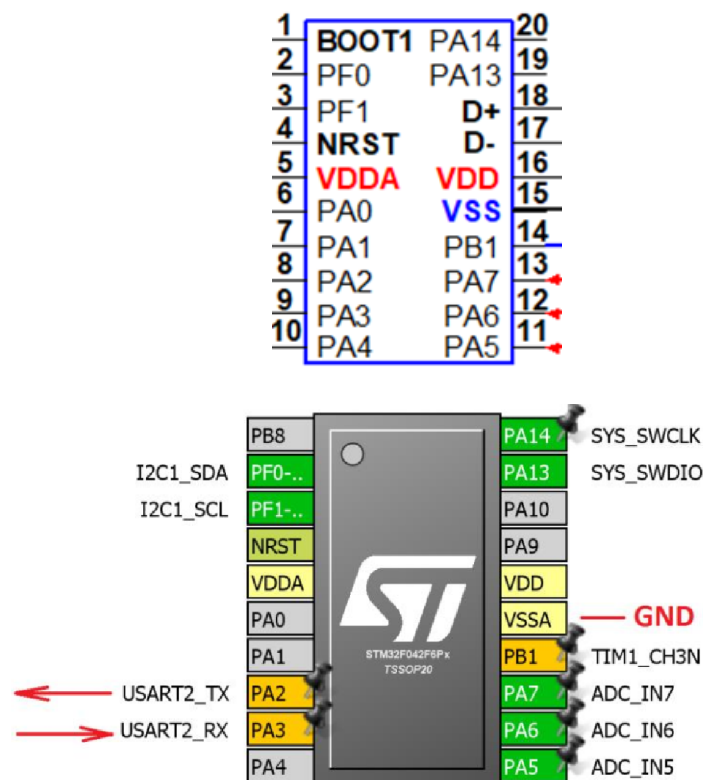 1 BOOT1 PA14 20
2 PF0 PA13 19
3 PF1 D+ 18
4 NRST D- 17
5 VDDA VDD 16
6 PA0 VSS 15
7 PA1 PB1 14
8 PA2 PA7 13
9 PA3 PA6 12
10 PA4 PA5 11
PB8 PA14 SYS_SWCLK
I2C1_SDA PF0-.. PA13 SYS_SWDIO
I2C1_SCL PF1-.. PA10
NRST PA9
VDDA VDD
PA0 VSSA GND
PA1 STM32F042F6Px PB1 TIM1_CH3N
TSSOP20
USART2_TX PA2 PA7 ADC_IN7
USART2_RX PA3 PA6 ADC_IN6
PA4 PA5 ADC_IN5
ST